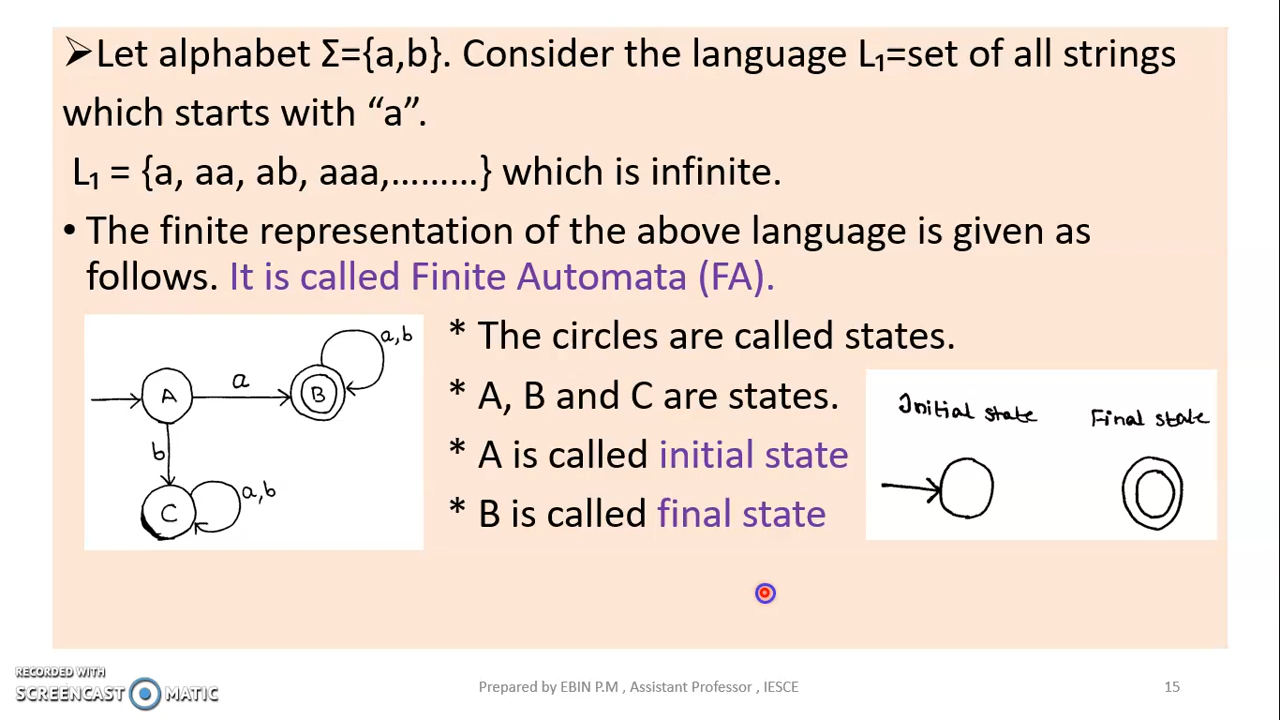 ➢Let alphabet Σ={a,b}. Consider the language L₁=set of all strings
which starts with “a”.
L₁ = {a, aa, ab, aaa,.........} which is infinite.
• The finite representation of the above language is given as
follows. It is called Finite Automata (FA).
a,b
A
a
B
b
C
a,b
* The circles are called states.
* A, B and C are states.
* A is called initial state
* B is called final state
Initial state
Final state
RECORDED WITH
SCREENCAST MATIC
Prepared by EBIN P.M , Assistant Professor , IESCE
15